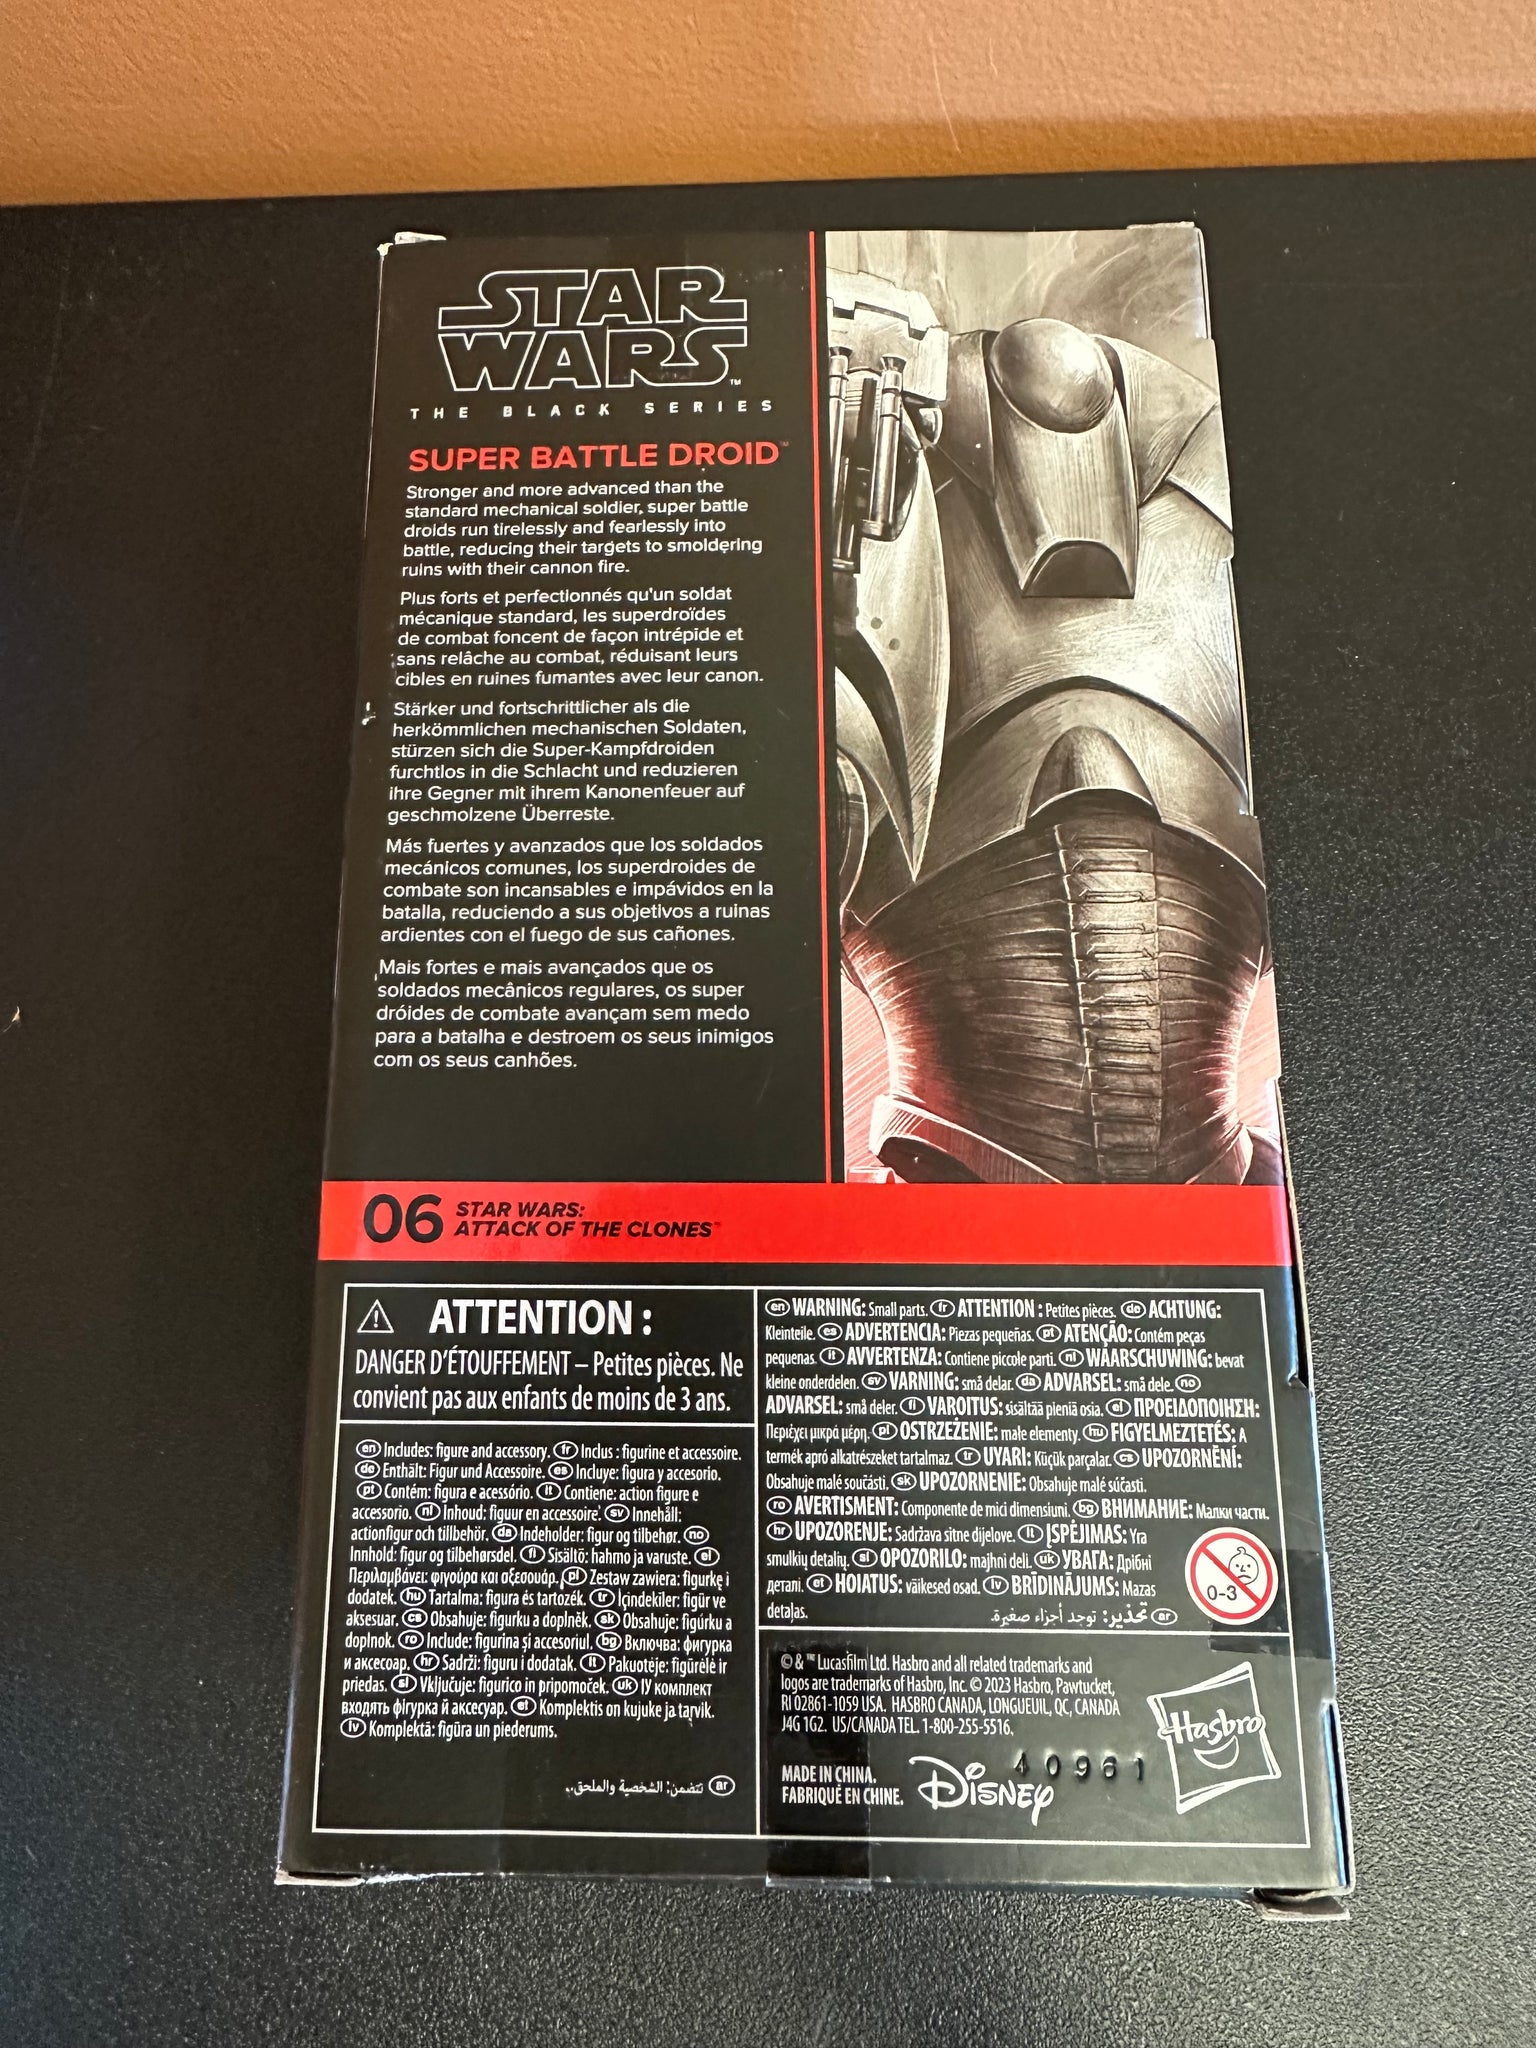 STAR
WARS™
THE BLACK SERIES
SUPER BATTLE DROID™
Stronger and more advanced than the
standard mechanical soldier, super battle
droids run tirelessly and fearlessly into
battle, reducing their targets to smoldering
ruins with their cannon fire.
Plus forts et perfectionnés qu'un soldat
mécanique standard, les superdroïdes
de combat foncent de façon intrépide et
sans relâche au combat, réduisant leurs
cibles en ruines fumantes avec leur canon.
Stärker und fortschrittlicher als die
herkömmlichen mechanischen Soldaten,
stürzen sich die Super-Kampfdroiden
furchtlos in die Schlacht und reduzieren
ihre Gegner mit ihrem Kanonenfeuer auf
geschmolzene Überreste.
Más fuertes y avanzados que los soldados
mecánicos comunes, los superdroides de
combate son incansables e impávidos en la
batalla, reduciendo a sus objetivos a ruinas
ardientes con el fuego de sus cañones.
Mais fortes e mais avançados que os
soldados mecânicos regulares, os super
dróides de combate avançam sem medo
para a batalha e destroem os seus inimigos
com os seus canhões.
06 STAR WARS:
ATTACK OF THE CLONES™
ATTENTION :
DANGER D'ÉTOUFFEMENT – Petites pièces. Ne
convient pas aux enfants de moins de 3 ans.
en Includes: figure and accessory. fr Inclus : figurine et accessoire.
de Enthält: Figur und Accessoire. es Incluye: figura y accesorio.
pt Contém: figura e acessório. it Contiene: action figure e
accessorio. nl Inhoud: figuur en accessoire. sv Innehåll:
actionfigur och tillbehör. da Indeholder: figur og tilbehør. no
Innhold: figur og tilbehørsdel. fi Sisältö: hahmo ja varuste. el
Περιλαμβάνει: φιγούρα και αξεσουάρ. pl Zestaw zawiera: figurkę i
dodatek. hu Tartalma: figura és tartozék. tr İçindekiler: figür ve
aksesuar. cs Obsahuje: figurku a doplněk. sk Obsahuje: figúrku a
doplnok. ro Include: figurina și accesoriul. bg Включва: фигурка
и аксесоар. hr Sadrži: figuru i dodatak. lt Pakuotėje: figūrėlė ir
priedas. sl Vključuje: figurico in pripomoček. uk ІУ комплект
входять фігурка й аксесуар. et Komplektis on kujuke ja tarvik.
lv Komplektā: figūra un piederums.
ar تتضمن: الشخصية والملحق.
en WARNING: Small parts. fr ATTENTION : Petites pièces. de ACHTUNG:
Kleinteile. es ADVERTENCIA: Piezas pequeñas. pt ATENÇÃO: Contém peças
pequenas. it AVVERTENZA: Contiene piccole parti. nl WAARSCHUWING: bevat
kleine onderdelen. sv VARNING: små delar. da ADVARSEL: små dele. no
ADVARSEL: små deler. fi VAROITUS: sisältää pieniä osia. el ΠΡΟΕΙΔΟΠΟΙΗΣΗ:
Περιέχει μικρά μέρη. pl OSTRZEŻENIE: małe elementy. hu FIGYELMEZTETÉS: A
termék apró alkatrészeket tartalmaz. tr UYARI: Küçük parçalar. cs UPOZORNĚNÍ:
Obsahuje malé součásti. sk UPOZORNENIE: Obsahuje malé súčasti.
ro AVERTISMENT: Componente de mici dimensiuni. bg ВНИМАНИЕ: Малки части.
hr UPOZORENJE: Sadržava sitne dijelove. lt ĮSPĖJIMAS: Yra
smulkių detalių. sl OPOZORILO: majhni deli. uk УВАГА: Дрібні
деталі. et HOIATUS: väikesed osad. lv BRĪDINĀJUMS: Mazas
detaļas.
ar تحذير: توجد أجزاء صغيرة.
0-3
© & ™ Lucasfilm Ltd. Hasbro and all related trademarks and
logos are trademarks of Hasbro, Inc. © 2023 Hasbro, Pawtucket,
RI 02861-1059 USA. HASBRO CANADA, LONGUEUIL, QC, CANADA
J4G 1G2. US/CANADA TEL. 1-800-255-5516.
MADE IN CHINA.
FABRIQUÉ EN CHINE.
Disney
40961
Hasbro